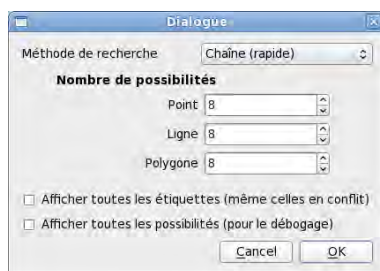 Dialogue
Méthode de recherche Chaîne (rapide)
Nombre de possibilités
Point 8
Ligne 8
Polygone 8
Afficher toutes les étiquettes (même celles en conflit)
Afficher toutes les possibilités (pour le débogage)
Cancel OK